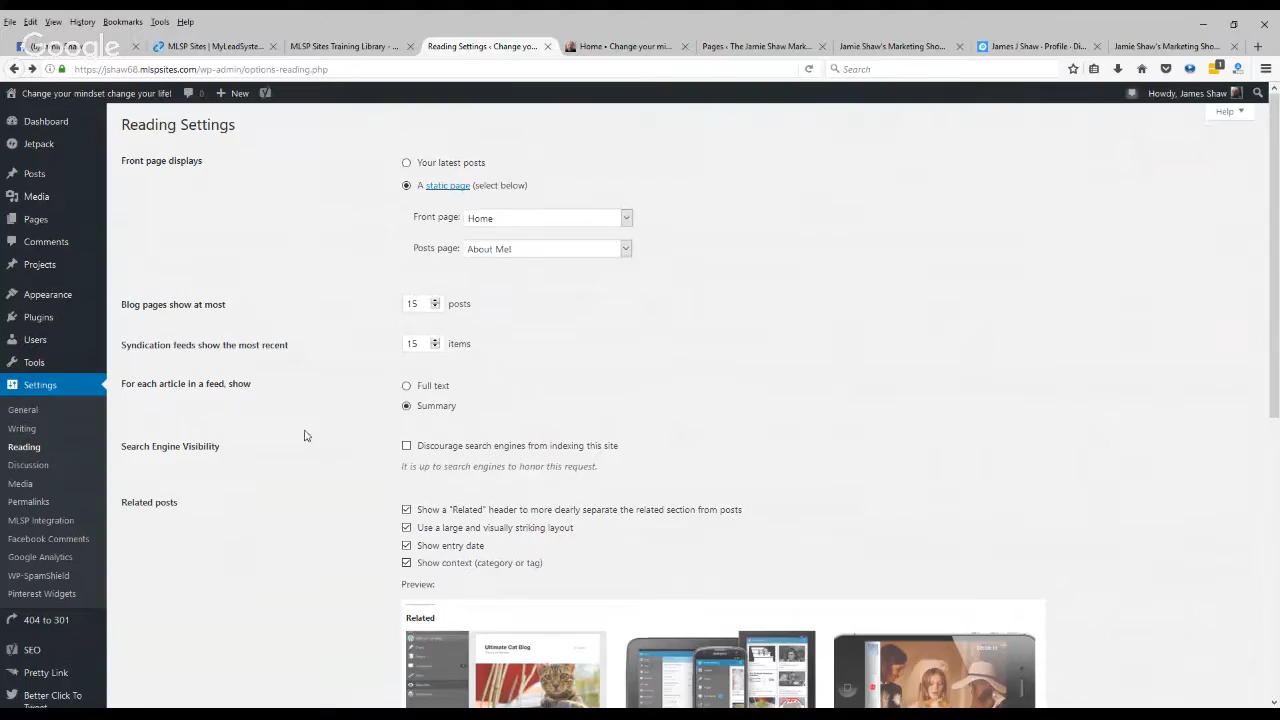 File Edit View History Bookmarks Tools Help
Google
MLSP Sites | MyLeadSystem... MLSP Sites Training Library - ... Reading Settings ‹ Change yo... Home • Change your mi... Pages ‹ The Jamie Shaw Mark... Jamie Shaw's Marketing Sho... James J Shaw - Profile - Di... Jamie Shaw's Marketing Sho...
https://jshaw68.mlspsites.com/wp-admin/options-reading.php
Search
1
Change your mindset change your life! 0 New Howdy, James Shaw
Help
Dashboard
Jetpack
Posts
Media
Pages
Comments
Projects
Appearance
Plugins
Users
Tools
Settings
General
Writing
Reading
Discussion
Media
Permalinks
MLSP Integration
Facebook Comments
Google Analytics
WP-SpamShield
Pinterest Widgets
404 to 301
SEO
Pretty Link
Better Click To
Tweet
Reading Settings
Front page displays
Your latest posts
A static page (select below)
Front page: Home
Posts page: About Me!
Blog pages show at most 15 posts
Syndication feeds show the most recent 15 items
For each article in a feed, show
Full text
Summary
Search Engine Visibility
Discourage search engines from indexing this site
It is up to search engines to honor this request.
Related posts
Show a "Related" header to more clearly separate the related section from posts
Use a large and visually striking layout
Show entry date
Show context (category or tag)
Preview:
Related
Ultimate Cat Blog